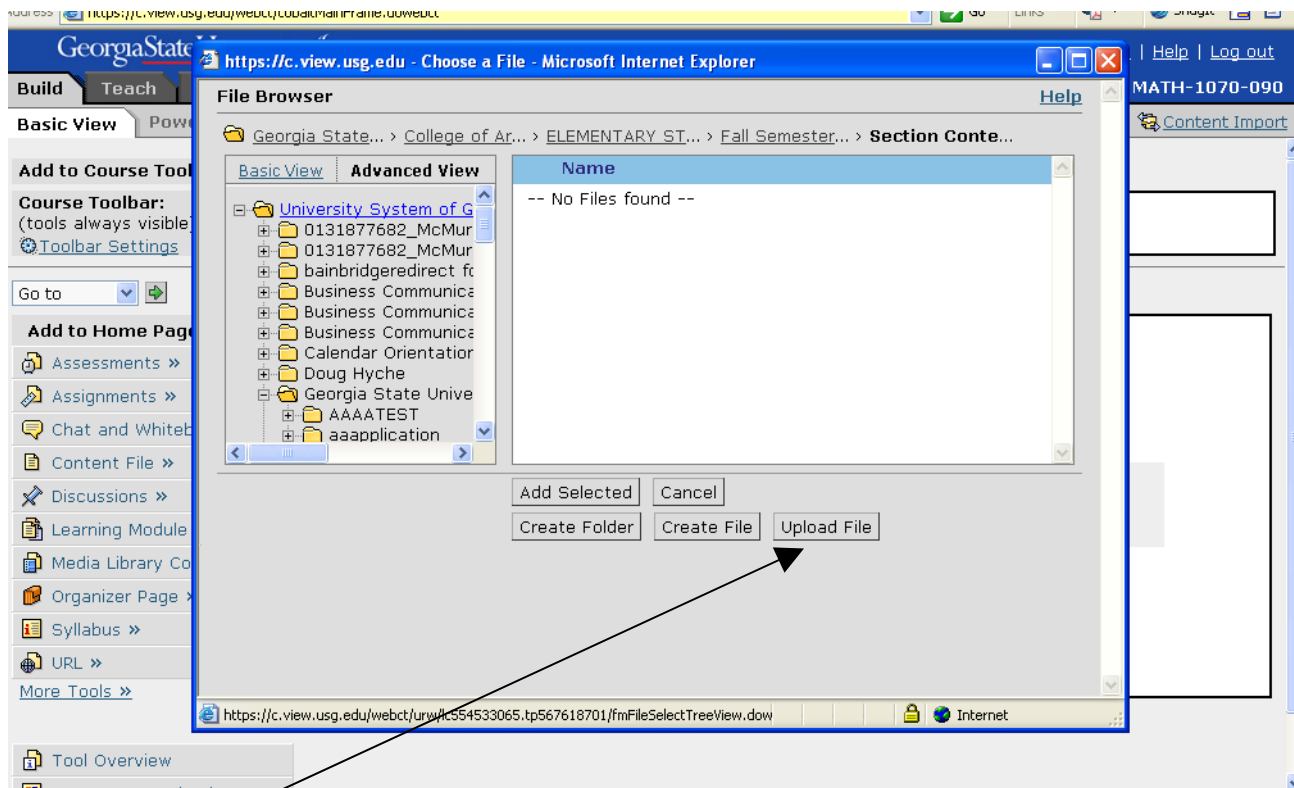 Address https://c.view.usg.edu/webct/cobaltMainFrame.dowebct Go Links SnagIt
GeorgiaState
| Help | Log out
https://c.view.usg.edu - Choose a File - Microsoft Internet Explorer
Build Teach
MATH-1070-090
File Browser Help
Basic View Powe
Content Import
Georgia State... › College of Ar... › ELEMENTARY ST... › Fall Semester... › Section Conte...
Add to Course Tool
Basic View Advanced View
Name
Course Toolbar:
(tools always visible)
Toolbar Settings
-- No Files found --
University System of G
0131877682_McMur
0131877682_McMur
bainbridgeredirect fo
Business Communica
Business Communica
Business Communica
Calendar Orientation
Doug Hyche
Georgia State Unive
AAAATEST
aaapplication
Go to
Add to Home Page
Assessments »
Assignments »
Chat and Whiteb
Content File »
Discussions »
Learning Module
Media Library Co
Organizer Page »
Syllabus »
URL »
More Tools »
Add Selected Cancel
Create Folder Create File Upload File
https://c.view.usg.edu/webct/urw/lc554533065.tp567618701/fmFileSelectTreeView.dow Internet
Tool Overview